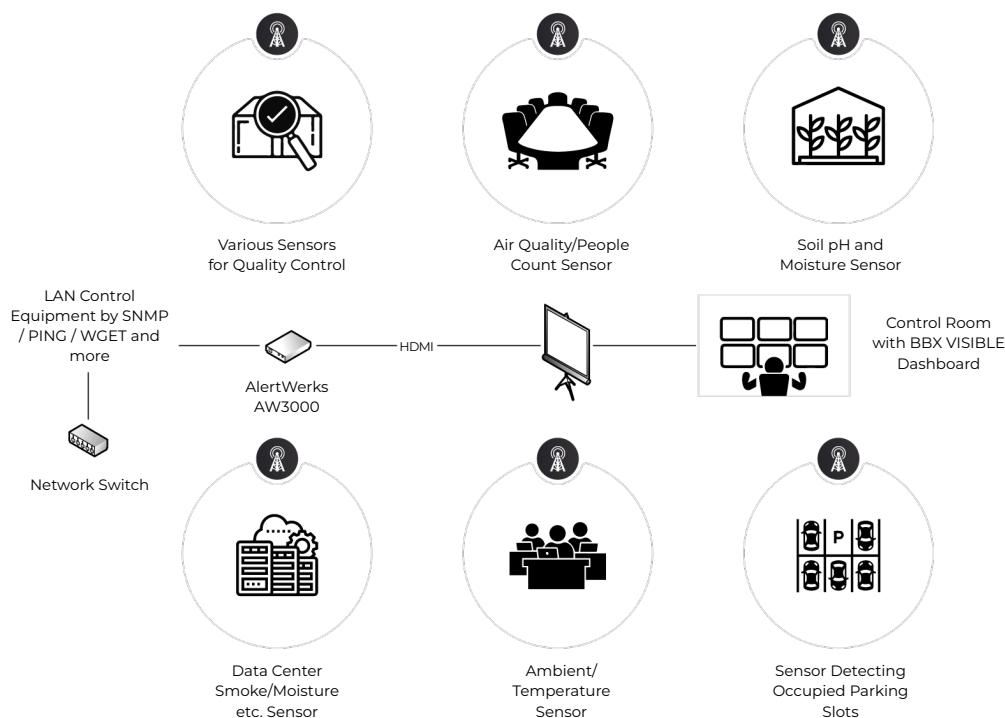 Various Sensors
for Quality Control
Air Quality/People
Count Sensor
Soil pH and
Moisture Sensor
LAN Control
Equipment by SNMP
/ PING / WGET and
more
HDMI
Control Room
with BBX VISIBLE
Dashboard
AlertWerks
AW3000
Network Switch
P
Data Center
Smoke/Moisture
etc. Sensor
Ambient/
Temperature
Sensor
Sensor Detecting
Occupied Parking
Slots